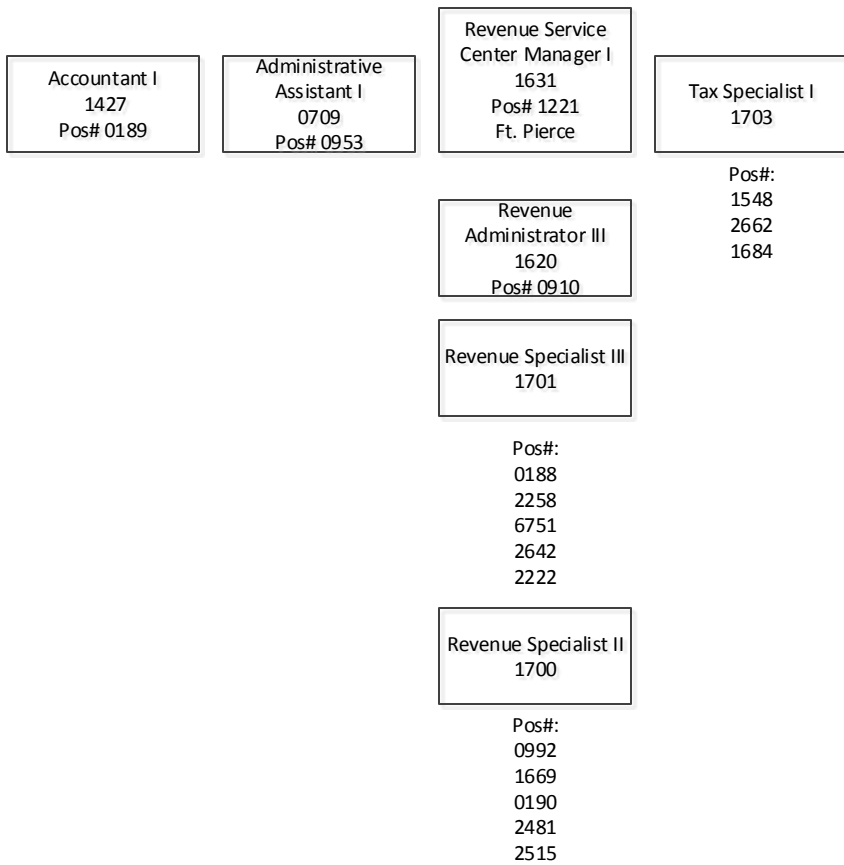 Accountant I
1427
Pos# 0189
Administrative
Assistant I
0709
Pos# 0953
Revenue Service
Center Manager I
1631
Pos# 1221
Ft. Pierce
Tax Specialist I
1703
Pos#:
1548
2662
1684
Revenue
Administrator III
1620
Pos# 0910
Revenue Specialist III
1701
Pos#:
0188
2258
6751
2642
2222
Revenue Specialist II
1700
Pos#:
0992
1669
0190
2481
2515